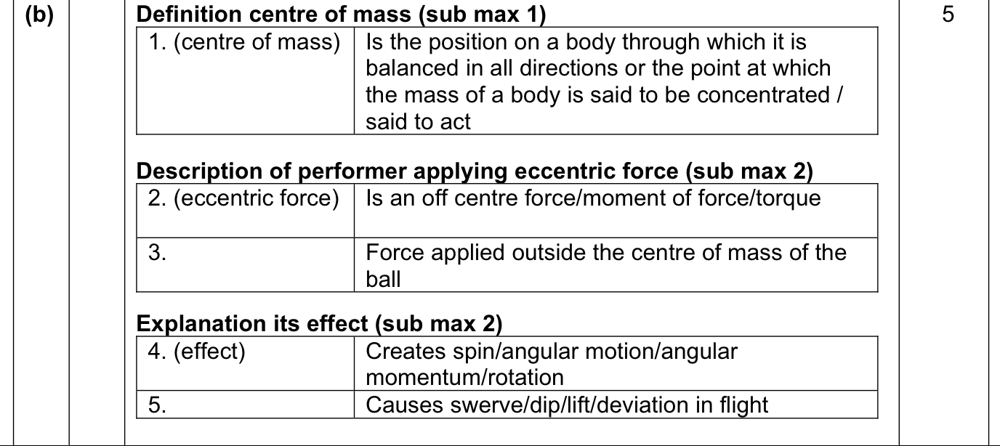 (b)
Definition centre of mass (sub max 1)
5
1. (centre of mass)
Is the position on a body through which it is
balanced in all directions or the point at which
the mass of a body is said to be concentrated /
said to act
Description of performer applying eccentric force (sub max 2)
2. (eccentric force)
Is an off centre force/moment of force/torque
3.
Force applied outside the centre of mass of the
ball
Explanation its effect (sub max 2)
4. (effect)
Creates spin/angular motion/angular
momentum/rotation
5.
Causes swerve/dip/lift/deviation in flight